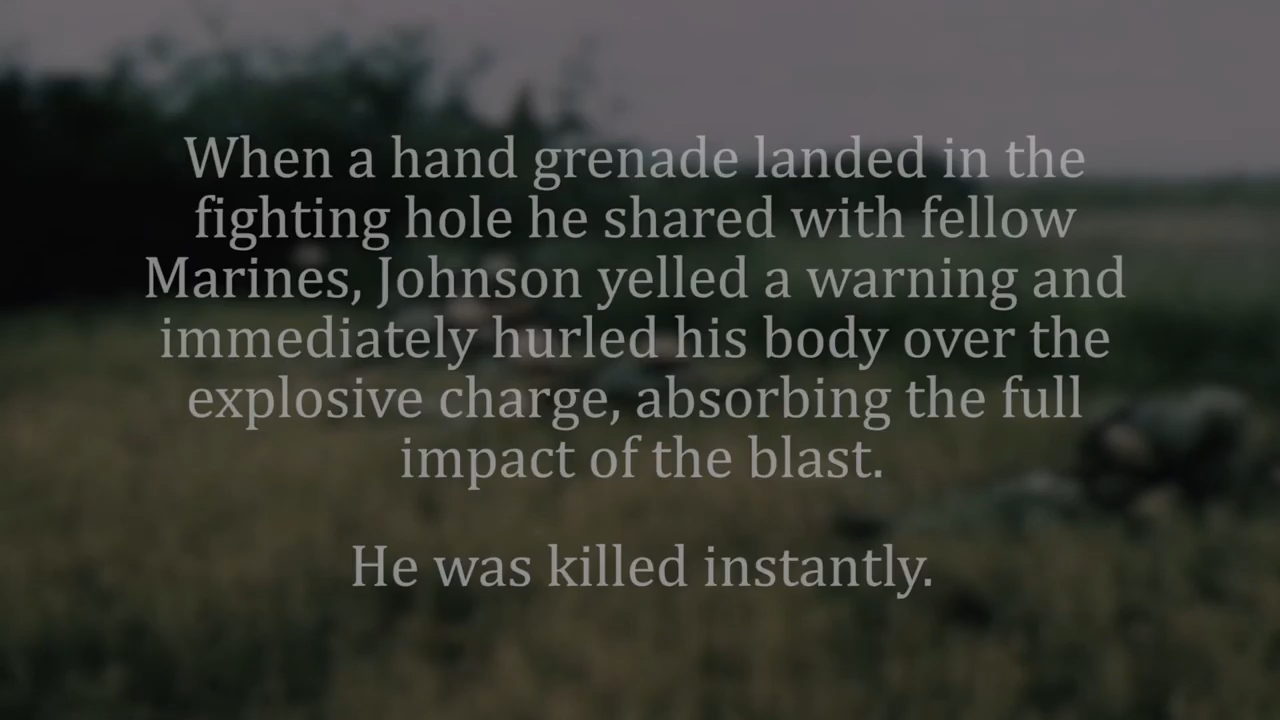 When a hand grenade landed in the
fighting hole he shared with fellow
Marines, Johnson yelled a warning and
immediately hurled his body over the
explosive charge, absorbing the full
impact of the blast.
He was killed instantly.